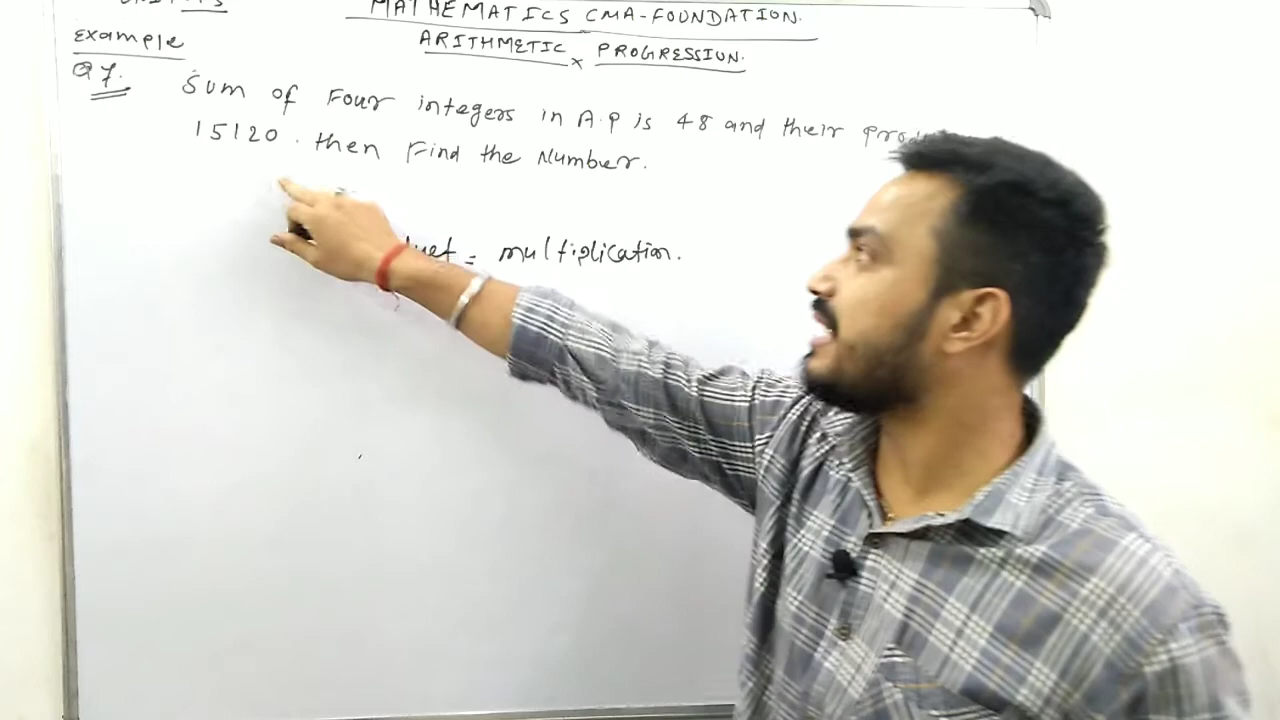 MATHEMATICS CMA-FOUNDATION.
ARITHMETIC PROGRESSION.
Example
Q7. Sum of Four integers in A.P is 48 and their
15120. then Find the Number.
= multiplication.